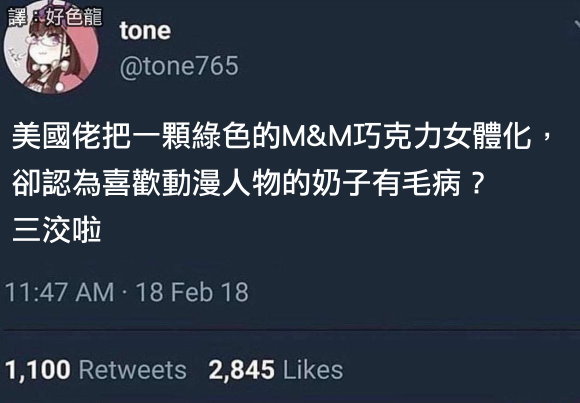 譯：好色龍
tone
@tone765
美國佬把一顆綠色的M&M巧克力女體化，
卻認為喜歡動漫人物的奶子有毛病？
三洨啦
11:47 AM · 18 Feb 18
1,100 Retweets 2,845 Likes